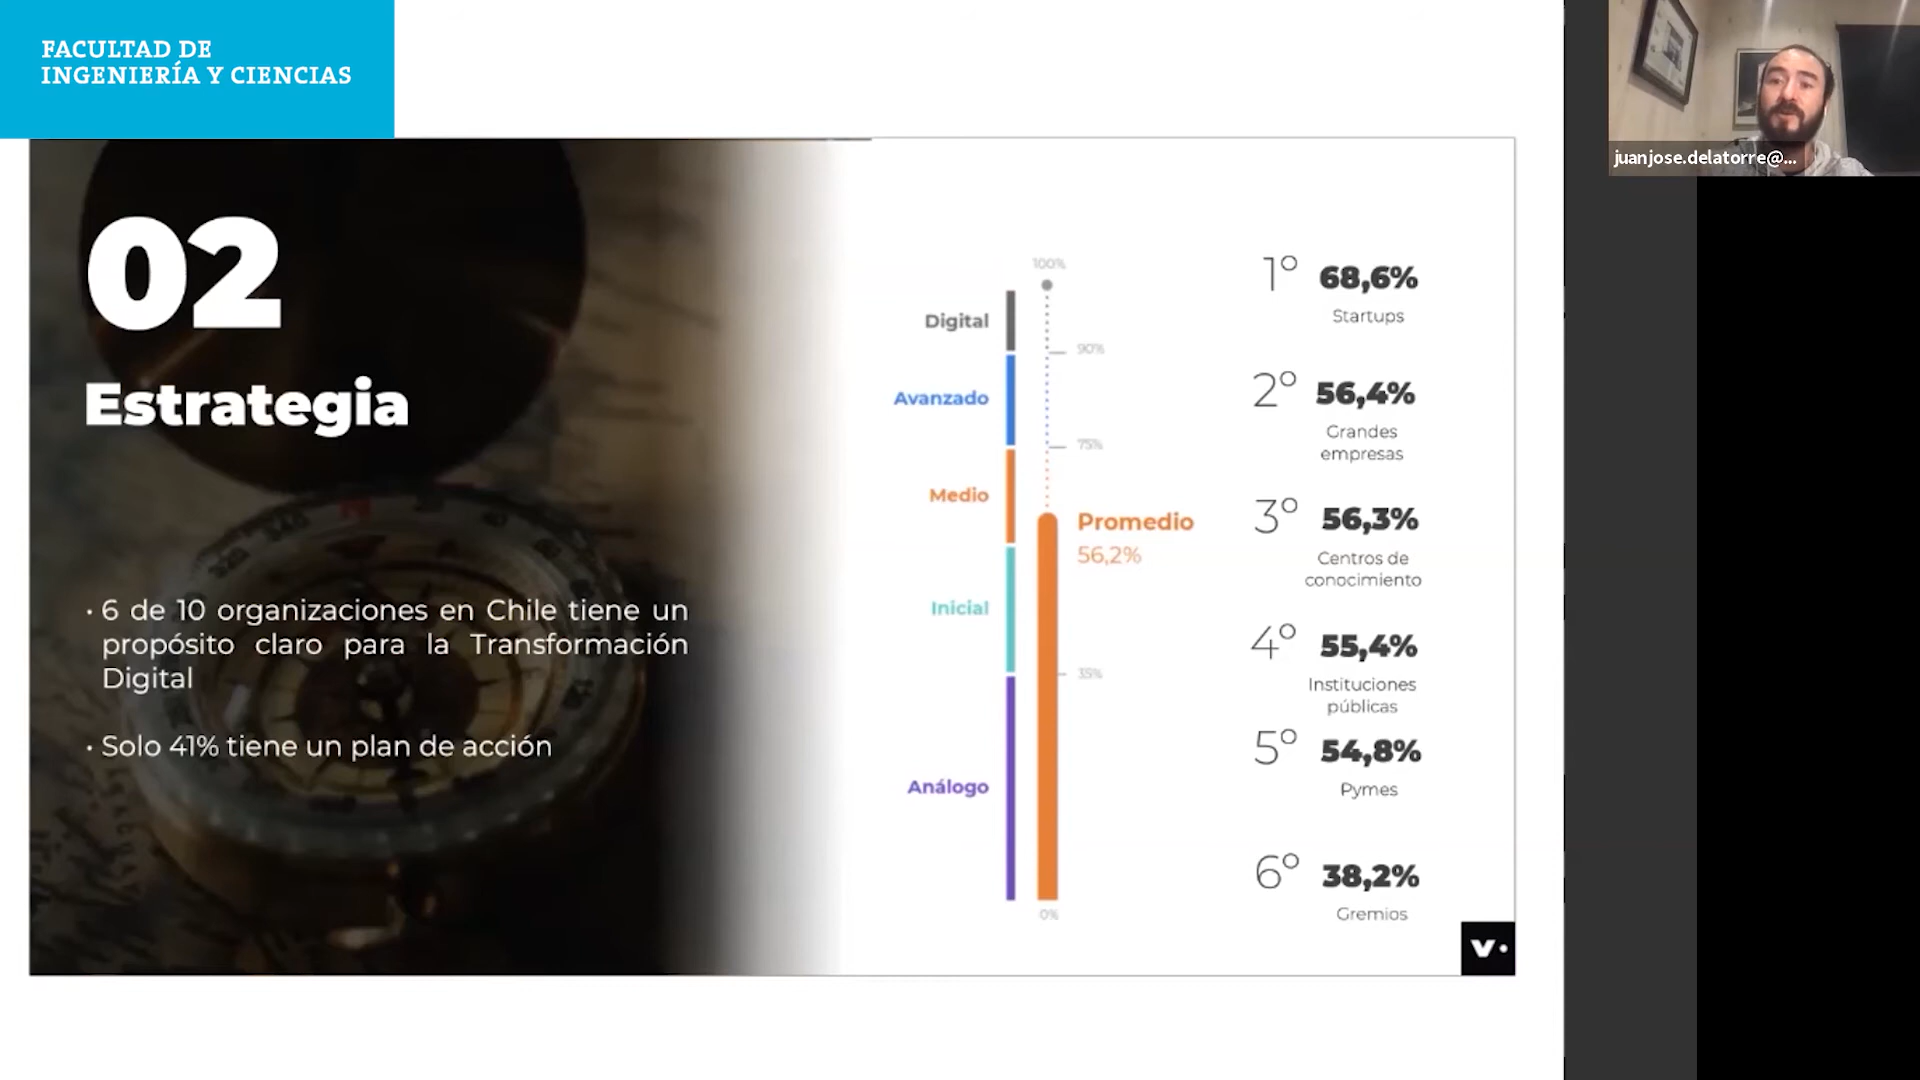 FACULTAD DE
INGENIERÍA Y CIENCIAS
02
Estrategia
• 6 de 10 organizaciones en Chile tiene un
propósito claro para la Transformación
Digital
• Solo 41% tiene un plan de acción
100%
Digital
90%
Avanzado
75%
Medio
Promedio
56,2%
Inicial
35%
Análogo
0%
1° 68,6%
Startups
2° 56,4%
Grandes
empresas
3° 56,3%
Centros de
conocimiento
4° 55,4%
Instituciones
públicas
5° 54,8%
Pymes
6° 38,2%
Gremios
v·
juanjose.delatorre@...